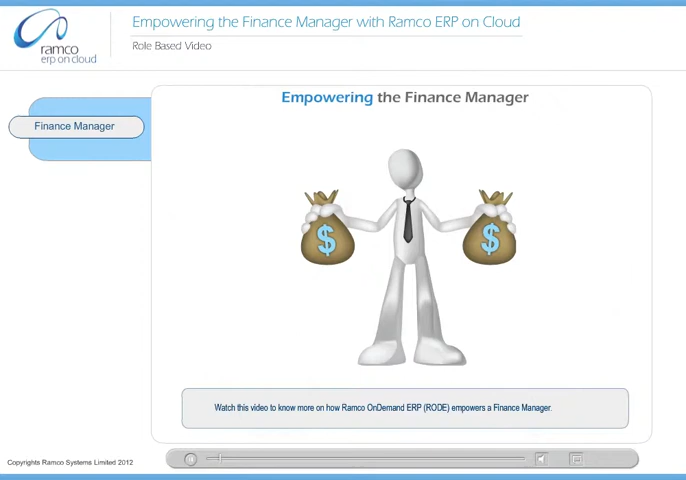 Empowering the Finance Manager with Ramco ERP on Cloud
Role Based Video
ramco
erp on cloud
Empowering the Finance Manager
Finance Manager
$ $
Watch this video to know more on how Ramco OnDemand ERP (RODE) empowers a Finance Manager.
Copyrights Ramco Systems Limited 2012